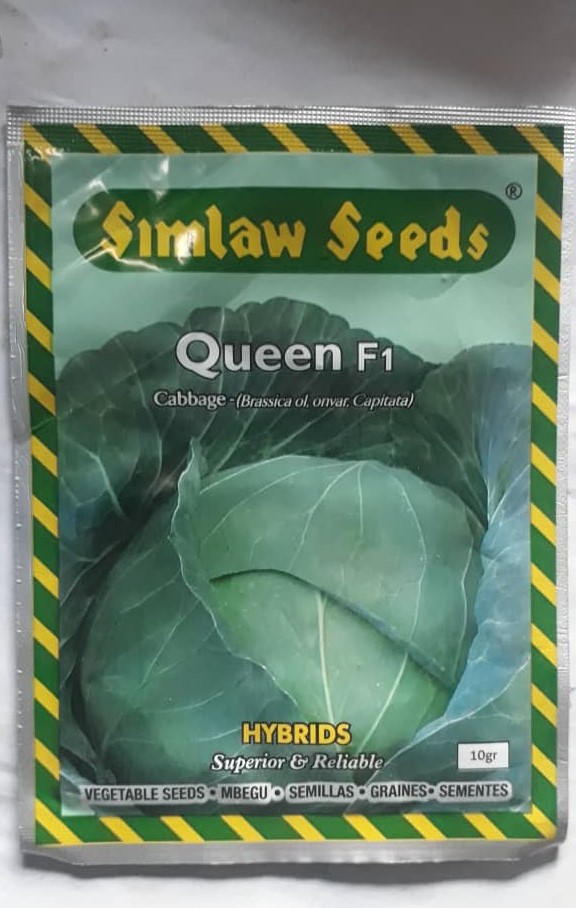 Simlaw Seeds ®
Queen F1
Cabbage - (Brassica ol, onvar, Capitata)
HYBRIDS
Superior & Reliable
10gr
VEGETABLE SEEDS • MBEGU • SEMILLAS • GRAINES • SEMENTES